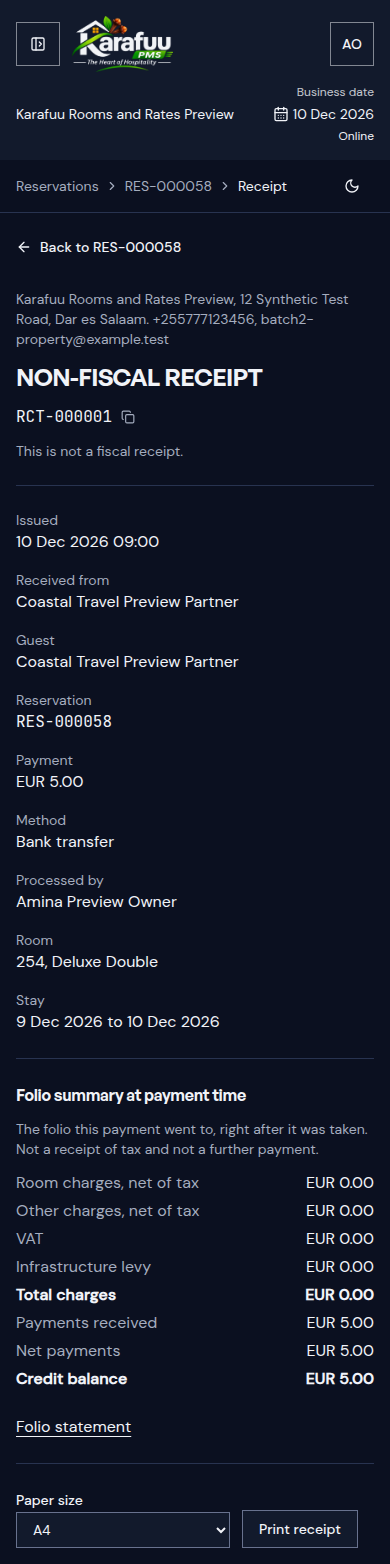 Karafuu
PMS
The Heart of Hospitality
AO
Business date
Karafuu Rooms and Rates Preview
10 Dec 2026
Online
Reservations > RES-000058 > Receipt
Back to RES-000058
Karafuu Rooms and Rates Preview, 12 Synthetic Test
Road, Dar es Salaam. +255777123456, batch2-
property@example.test
NON-FISCAL RECEIPT
RCT-000001
This is not a fiscal receipt.
Issued
10 Dec 2026 09:00
Received from
Coastal Travel Preview Partner
Guest
Coastal Travel Preview Partner
Reservation
RES-000058
Payment
EUR 5.00
Method
Bank transfer
Processed by
Amina Preview Owner
Room
254, Deluxe Double
Stay
9 Dec 2026 to 10 Dec 2026
Folio summary at payment time
The folio this payment went to, right after it was taken.
Not a receipt of tax and not a further payment.
Room charges, net of tax EUR 0.00
Other charges, net of tax EUR 0.00
VAT EUR 0.00
Infrastructure levy EUR 0.00
Total charges EUR 0.00
Payments received EUR 5.00
Net payments EUR 5.00
Credit balance EUR 5.00
Folio statement
Paper size
A4
Print receipt